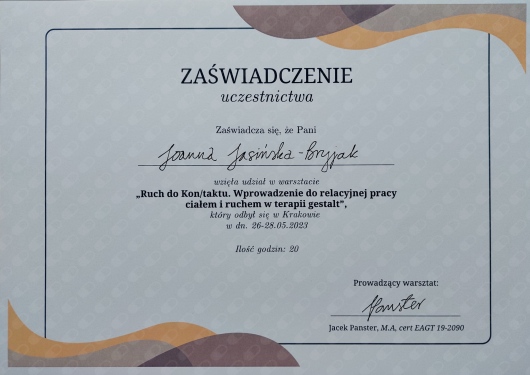 ZAŚWIADCZENIE
uczestnictwa
Zaświadcza się, że Pani
Joanna Jasińska-Bryjak
wzięła udział w warsztacie
„Ruch do Kon/taktu. Wprowadzenie do relacyjnej pracy
ciałem i ruchem w terapii gestalt”,
który odbył się w Krakowie
w dn. 26-28.05.2023
Ilość godzin: 20
Prowadzący warsztat:
Panster
Jacek Panster, M.A, cert EAGT 19-2090